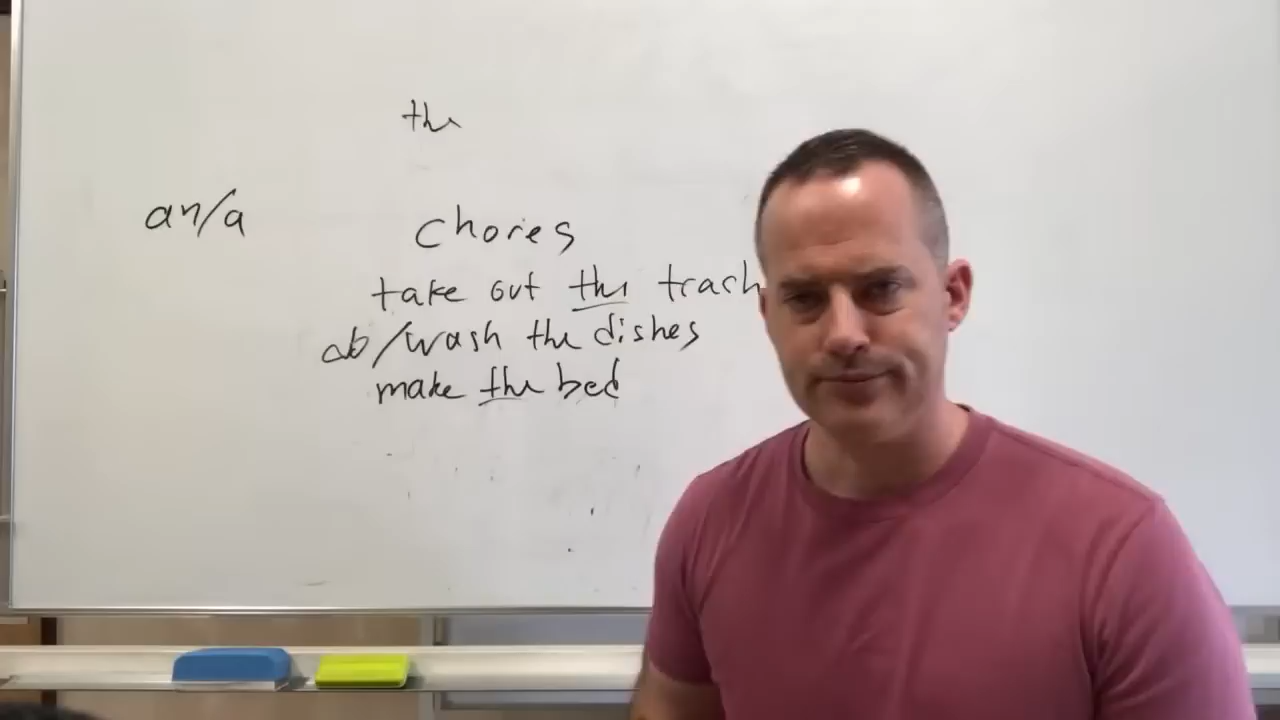 the
an/a
chores
take out the trash
do/wash the dishes
make the bed